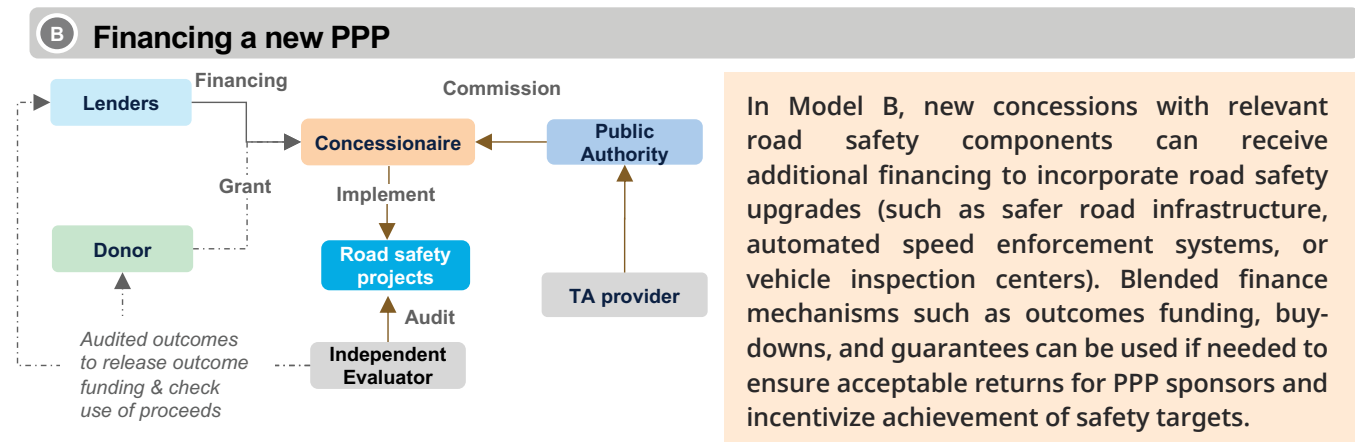 B Financing a new PPP
Financing
Commission
Lenders
Concessionaire
Public
Authority
Grant
Implement
Donor
Road safety
projects
TA provider
Audit
Audited outcomes
to release outcome
funding & check
use of proceeds
Independent
Evaluator
In Model B, new concessions with relevant
road safety components can receive
additional financing to incorporate road safety
upgrades (such as safer road infrastructure,
automated speed enforcement systems, or
vehicle inspection centers). Blended finance
mechanisms such as outcomes funding, buy-
downs, and guarantees can be used if needed to
ensure acceptable returns for PPP sponsors and
incentivize achievement of safety targets.